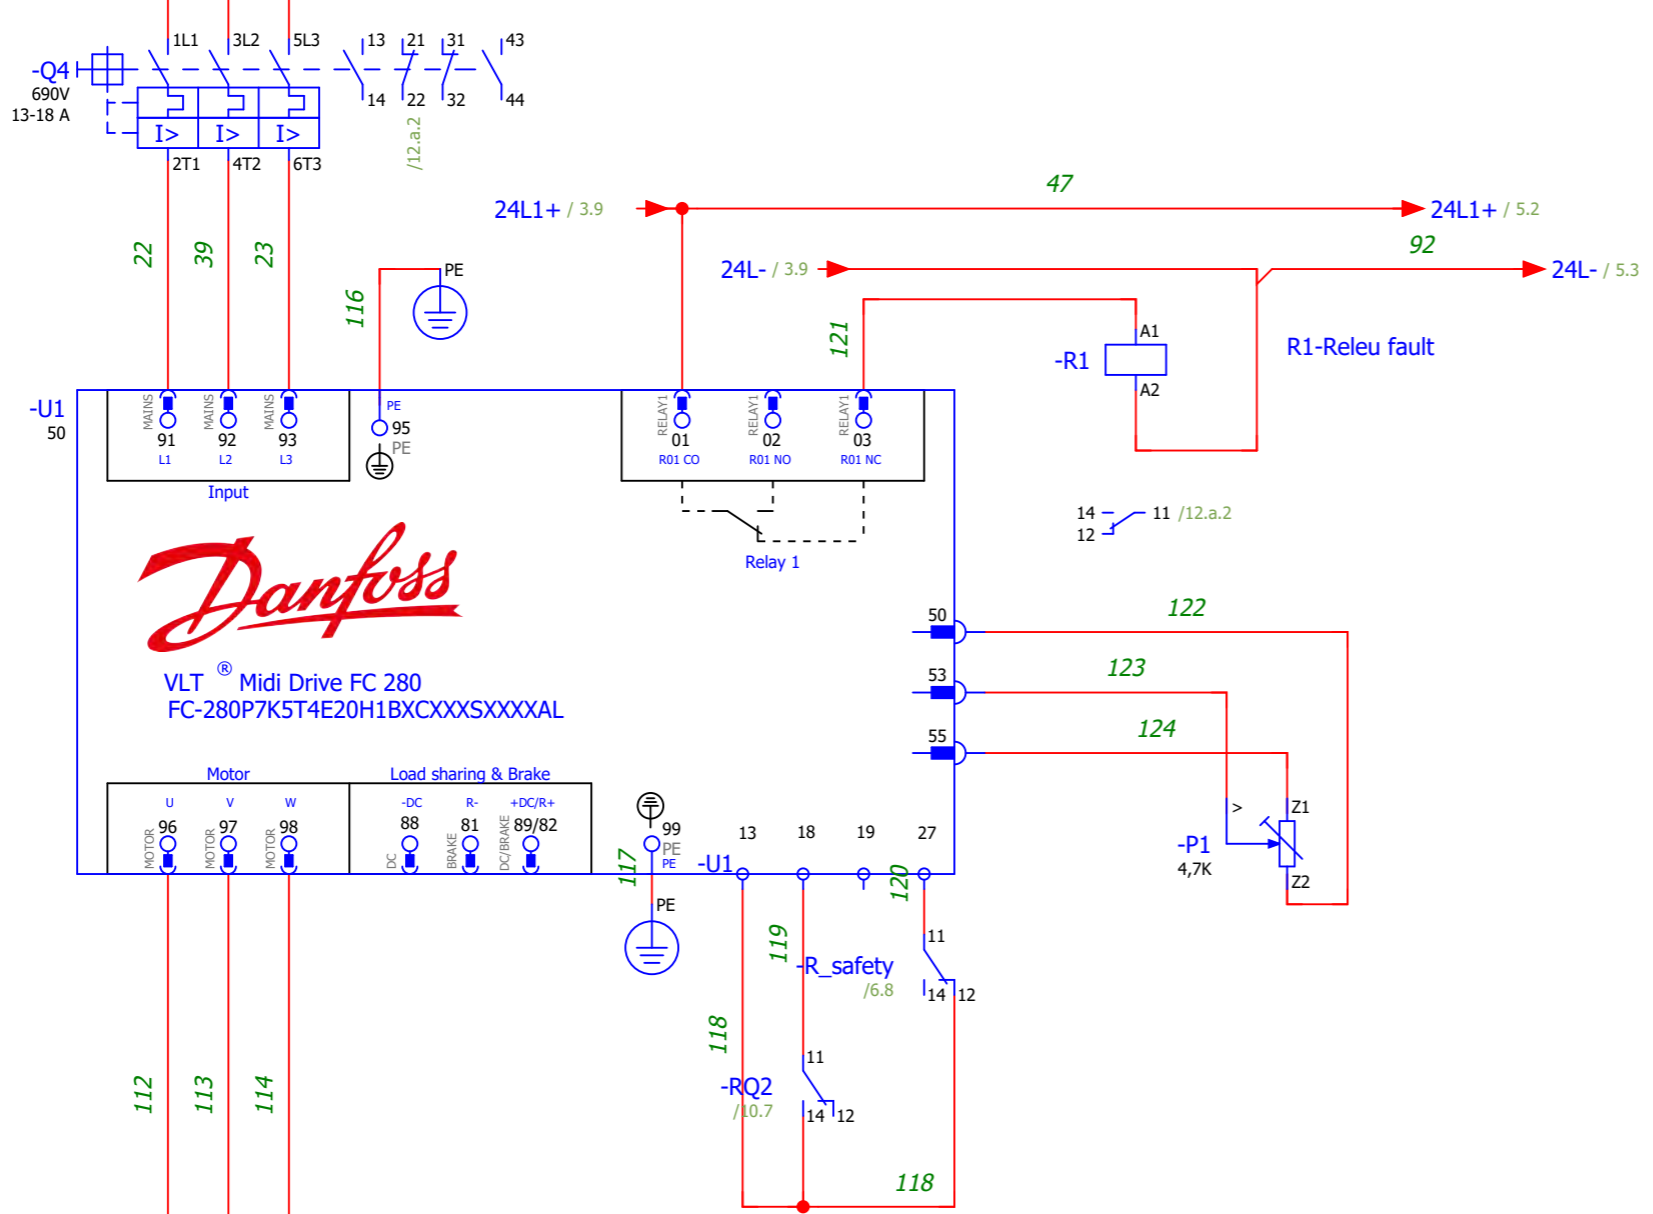 1L1 3L2 5L3 13 21 31 43
-Q4
690V
13-18 A
14 22 32 44
I> I> I>
/12.a.2
2T1 4T2 6T3
47
24L1+ / 3.9
24L1+ / 5.2
92
22 39 23
24L- / 3.9
24L- / 5.3
PE
116
121
A1
-R1
A2
R1-Releu fault
-U1
50
MAINS MAINS MAINS
91 92 93
L1 L2 L3
Input
PE
95
PE
RELAY1 RELAY1 RELAY1
01 02 03
R01 CO R01 NO R01 NC
Relay 1
14 11 /12.a.2
12
Danfoss
VLT ® Midi Drive FC 280
FC-280P7K5T4E20H1BXCXXXSXXXXAL
50 122
53 123
55 124
>
Z1
-P1
4,7K
Z2
Motor
Load sharing & Brake
U V W
-DC R- +DC/R+
96 97 98
88 81 89/82
MOTOR MOTOR MOTOR
DC BRAKE DC/BRAKE
99
PE
PE
13 18 19 27
-U1
117
120
PE
119
11
-R_safety
/6.8
14 12
118
11
-RQ2
/10.7
14 12
112 113 114
118